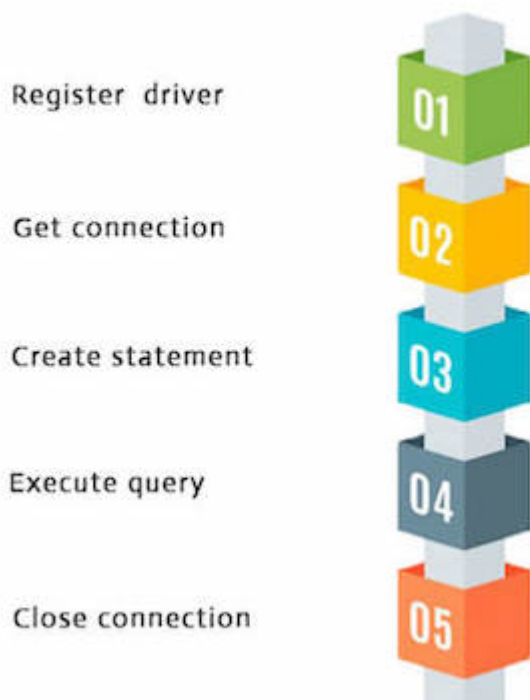 Register driver
01
Get connection
02
Create statement
03
Execute query
04
Close connection
05